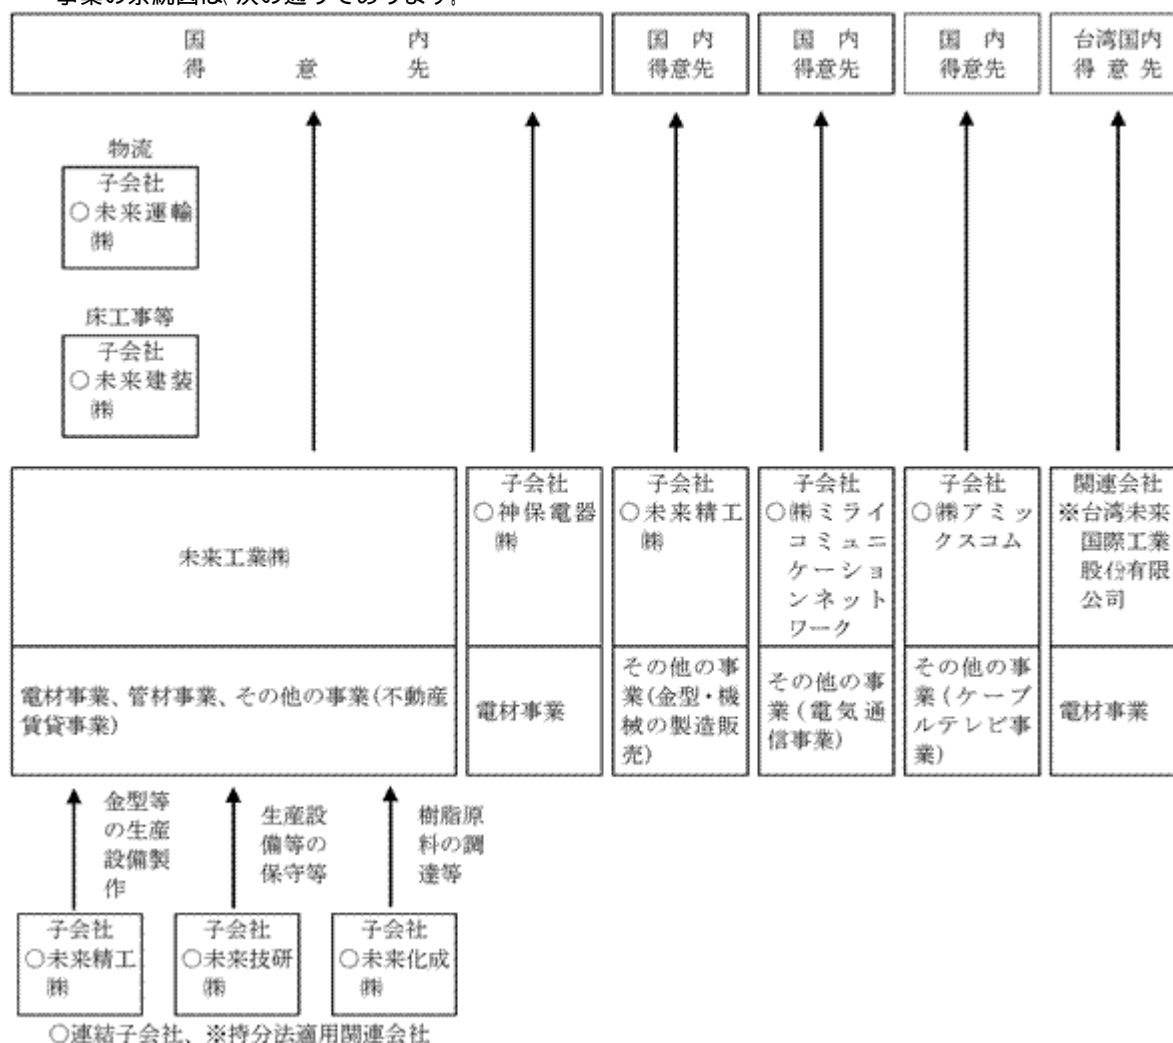 事業の系統図は、次の通りであります。
国内
得意先
国内
得意先
国内
得意先
国内
得意先
台湾国内
得意先
物流
子会社
○未来運輸
㈱
床工事等
子会社
○未来建装
㈱
未来工業㈱
電材事業、管材事業、その他の事業(不動産
賃貸事業)
子会社
○神保電器
㈱
電材事業
子会社
○未来精工
㈱
その他の事
業(金型・機
械の製造販
売)
子会社
○㈱ミライ
コミュニ
ケーショ
ンネット
ワーク
その他の事
業(電気通
信事業)
子会社
○㈱アミッ
クスコム
その他の事
業(ケーブ
ルテレビ事
業)
関連会社
※台湾未来
国際工業
股份有限
公司
電材事業
金型等
の生産
設備製
作
生産設
備等の
保守等
樹脂原
料の調
達等
子会社
○未来精工
㈱
子会社
○未来技研
㈱
子会社
○未来化成
㈱
○連結子会社、※持分法適用関連会社